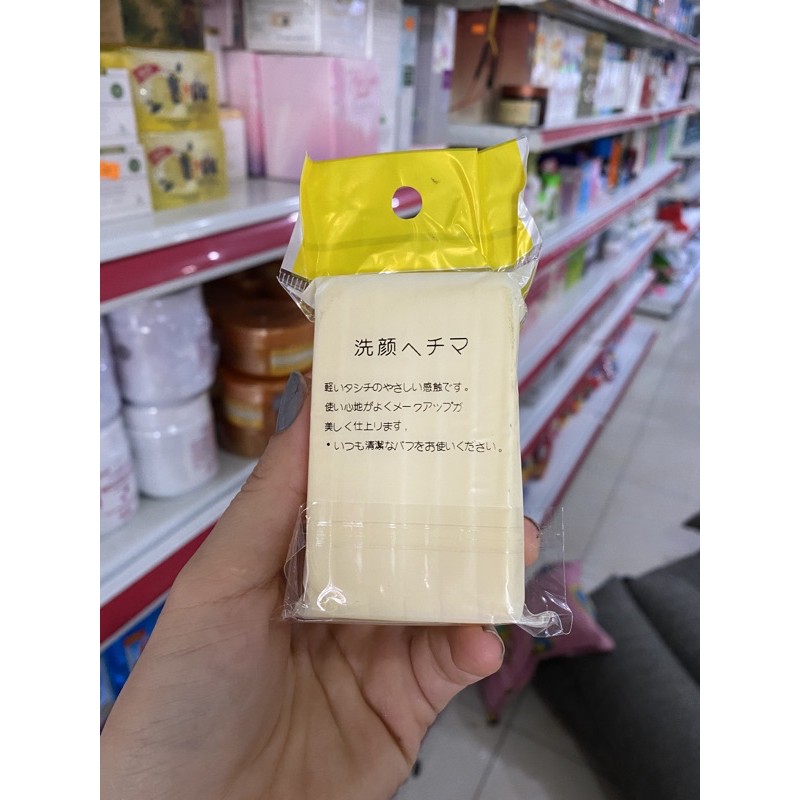 洗顔ヘチマ
軽いタシチのやさしい感触です。
使い心地がよくメークアップガ
美しく仕上ります.
・いつも清潔なパフをお使いください。